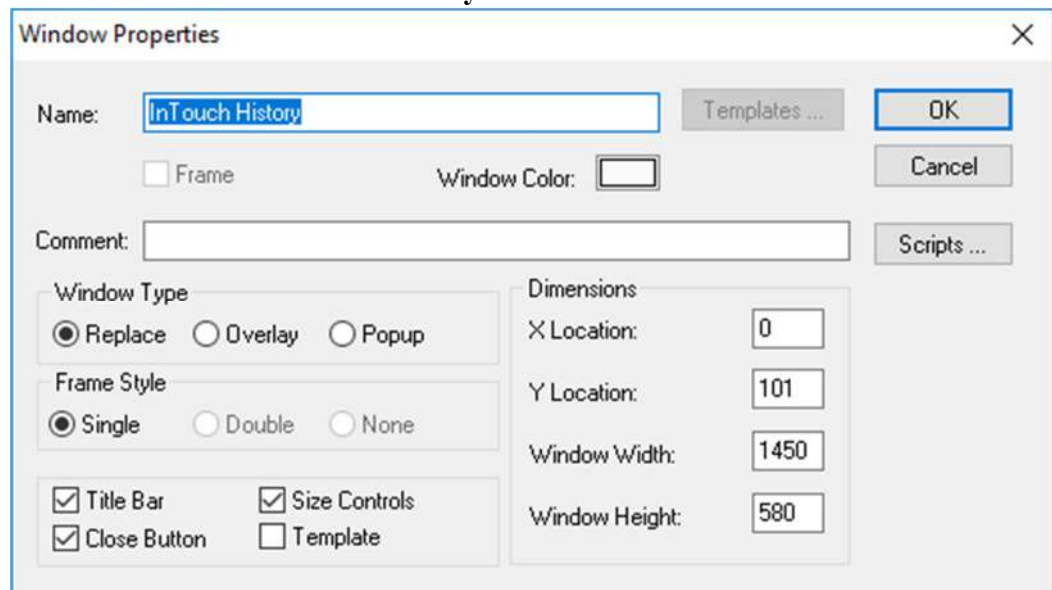 Window Properties
Name: InTouch History Templates ... OK
Frame Window Color: Cancel
Comment: Scripts ...
Window Type
Replace Overlay Popup
Frame Style
Single Double None
Title Bar Size Controls
Close Button Template
Dimensions
X Location: 0
Y Location: 101
Window Width: 1450
Window Height: 580